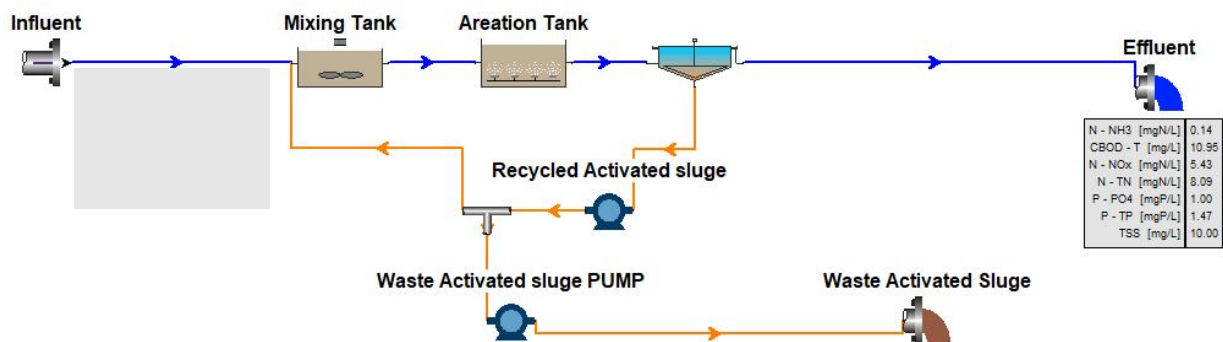 Influent
Mixing Tank
Areation Tank
Effluent
N - NH3 [mgN/L] 0.14
CBOD - T [mg/L] 10.95
N - NOx [mgN/L] 5.43
N - TN [mgN/L] 8.09
P - PO4 [mgP/L] 1.00
P - TP [mgP/L] 1.47
TSS [mg/L] 10.00
Recycled Activated sluge
Waste Activated sluge PUMP
Waste Activated Sluge